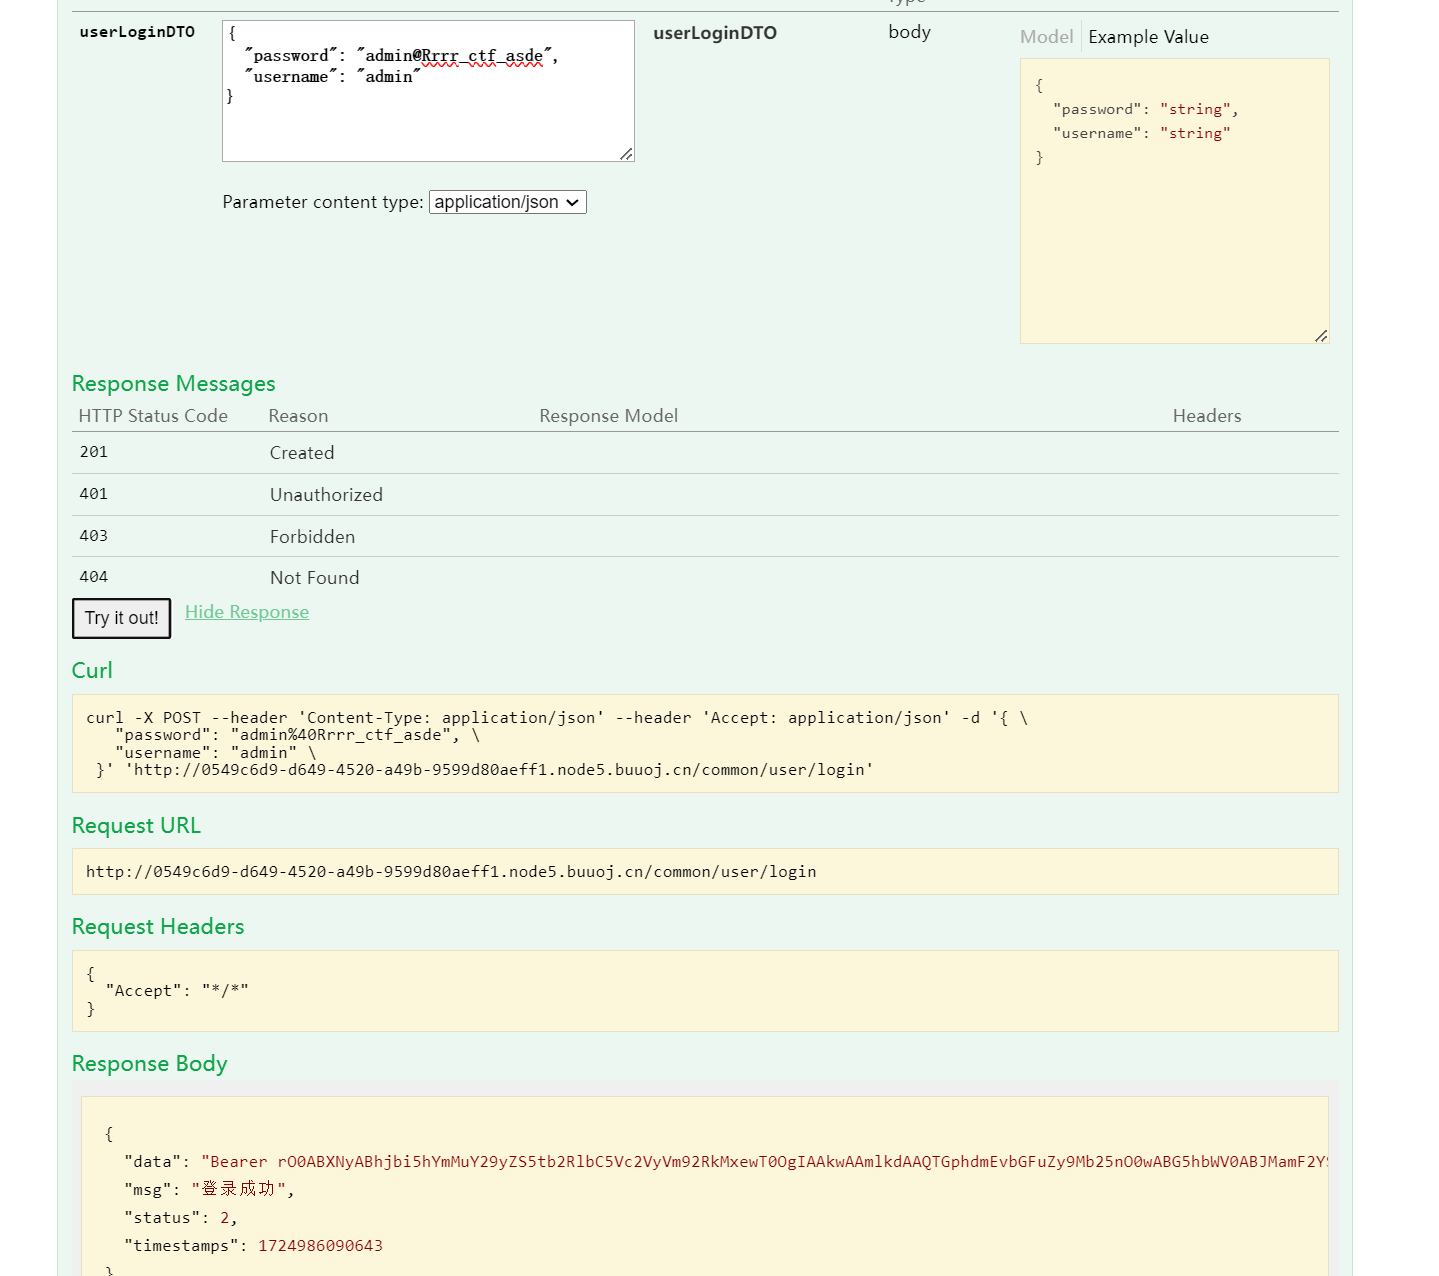 Type
userLoginDTO
{
"password": "admin@Rrrr_ctf_asde",
"username": "admin"
}
userLoginDTO
body
Model Example Value
{
"password": "string",
"username": "string"
}
Parameter content type: application/json
Response Messages
HTTP Status Code Reason Response Model Headers
201 Created
401 Unauthorized
403 Forbidden
404 Not Found
Try it out! Hide Response
Curl
curl -X POST --header 'Content-Type: application/json' --header 'Accept: application/json' -d '{ \
"password": "admin%40Rrrr_ctf_asde", \
"username": "admin" \
}' 'http://0549c6d9-d649-4520-a49b-9599d80aeff1.node5.buuoj.cn/common/user/login'
Request URL
http://0549c6d9-d649-4520-a49b-9599d80aeff1.node5.buuoj.cn/common/user/login
Request Headers
{
"Accept": "*/*"
}
Response Body
{
"data": "Bearer rO0ABXNyABhjbi5hYmMuY29yZS5tb2RlbC5Vc2VyVm92RkMxewT0OgIAAkwAAmlkdAAQTGphdmEvbGFuZy9Mb25nO0wABG5hbWV0ABJMamF2YS
"msg": "登录成功",
"status": 2,
"timestamps": 1724986090643
}